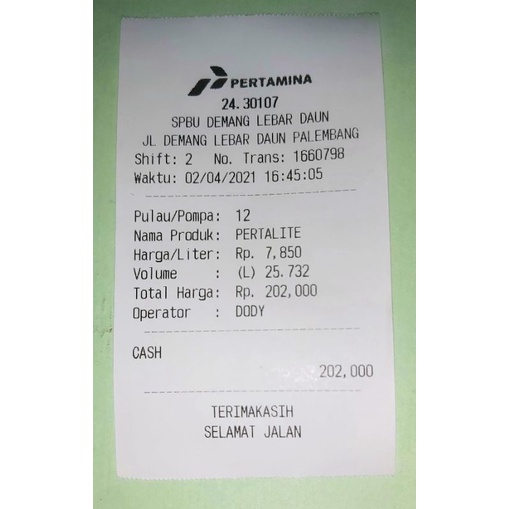 PERTAMINA
24.30107
SPBU DEMANG LEBAR DAUN
JL DEMANG LEBAR DAUN PALEMBANG
Shift: 2 No. Trans: 1660798
Waktu: 02/04/2021 16:45:05
Pulau/Pompa: 12
Nama Produk: PERTALITE
Harga/Liter: Rp. 7,850
Volume : (L) 25.732
Total Harga: Rp. 202,000
Operator : DODY
CASH
202,000
TERIMAKASIH
SELAMAT JALAN